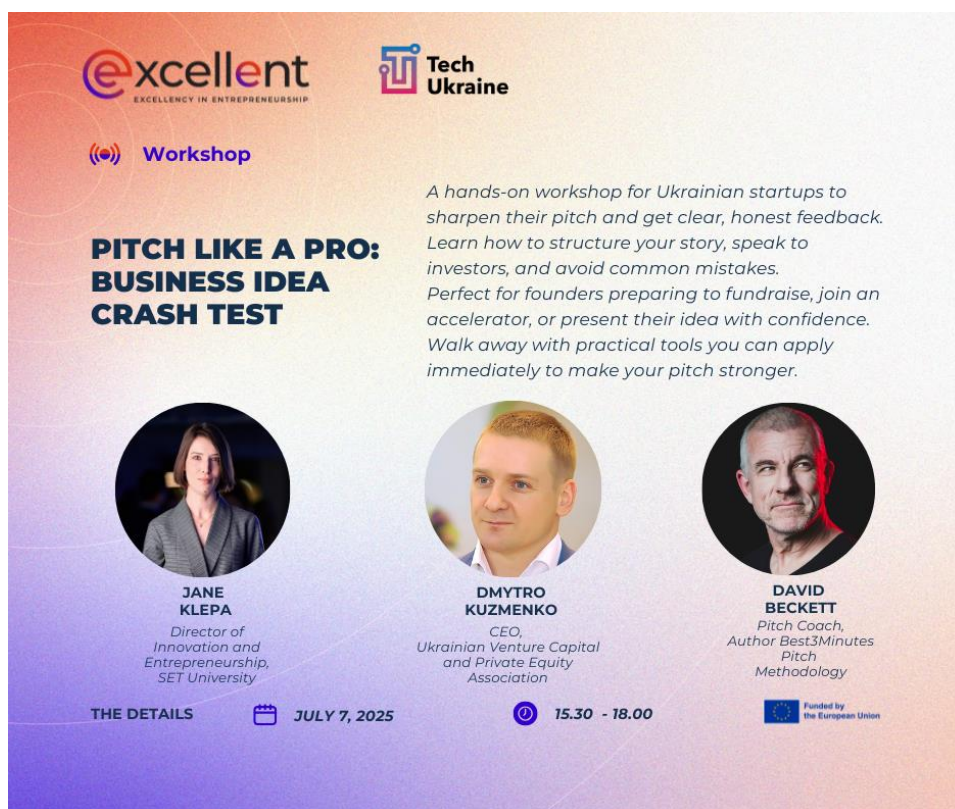 excellent
EXCELLENCY IN ENTREPRENEURSHIP
Tech
Ukraine
Workshop
PITCH LIKE A PRO:
BUSINESS IDEA
CRASH TEST
A hands-on workshop for Ukrainian startups to
sharpen their pitch and get clear, honest feedback.
Learn how to structure your story, speak to
investors, and avoid common mistakes.
Perfect for founders preparing to fundraise, join an
accelerator, or present their idea with confidence.
Walk away with practical tools you can apply
immediately to make your pitch stronger.
JANE
KLEPA
Director of
Innovation and
Entrepreneurship,
SET University
DMYTRO
KUZMENKO
CEO,
Ukrainian Venture Capital
and Private Equity
Association
DAVID
BECKETT
Pitch Coach,
Author Best3Minutes
Pitch
Methodology
THE DETAILS
JULY 7, 2025
15.30 - 18.00
Funded by
the European Union